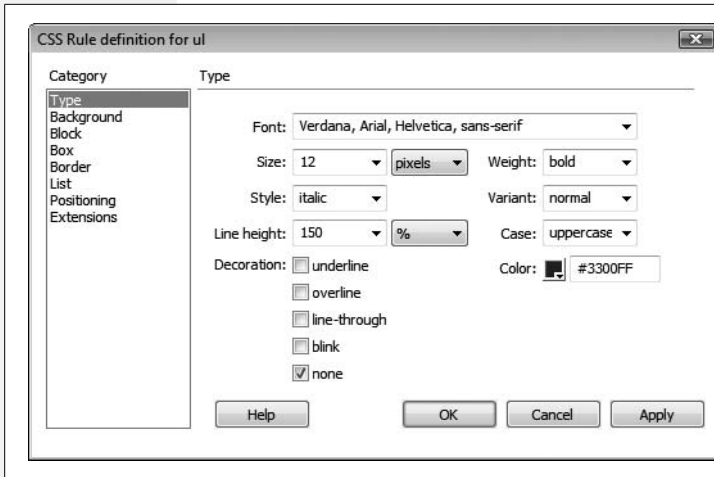 CSS Rule definition for ul
Category
Type
Type
Background
Block
Box
Border
List
Positioning
Extensions
Font: Verdana, Arial, Helvetica, sans-serif
Size: 12 pixels Weight: bold
Style: italic Variant: normal
Line height: 150 % Case: uppercase
Decoration: underline Color: #3300FF
overline
line-through
blink
none
Help OK Cancel Apply